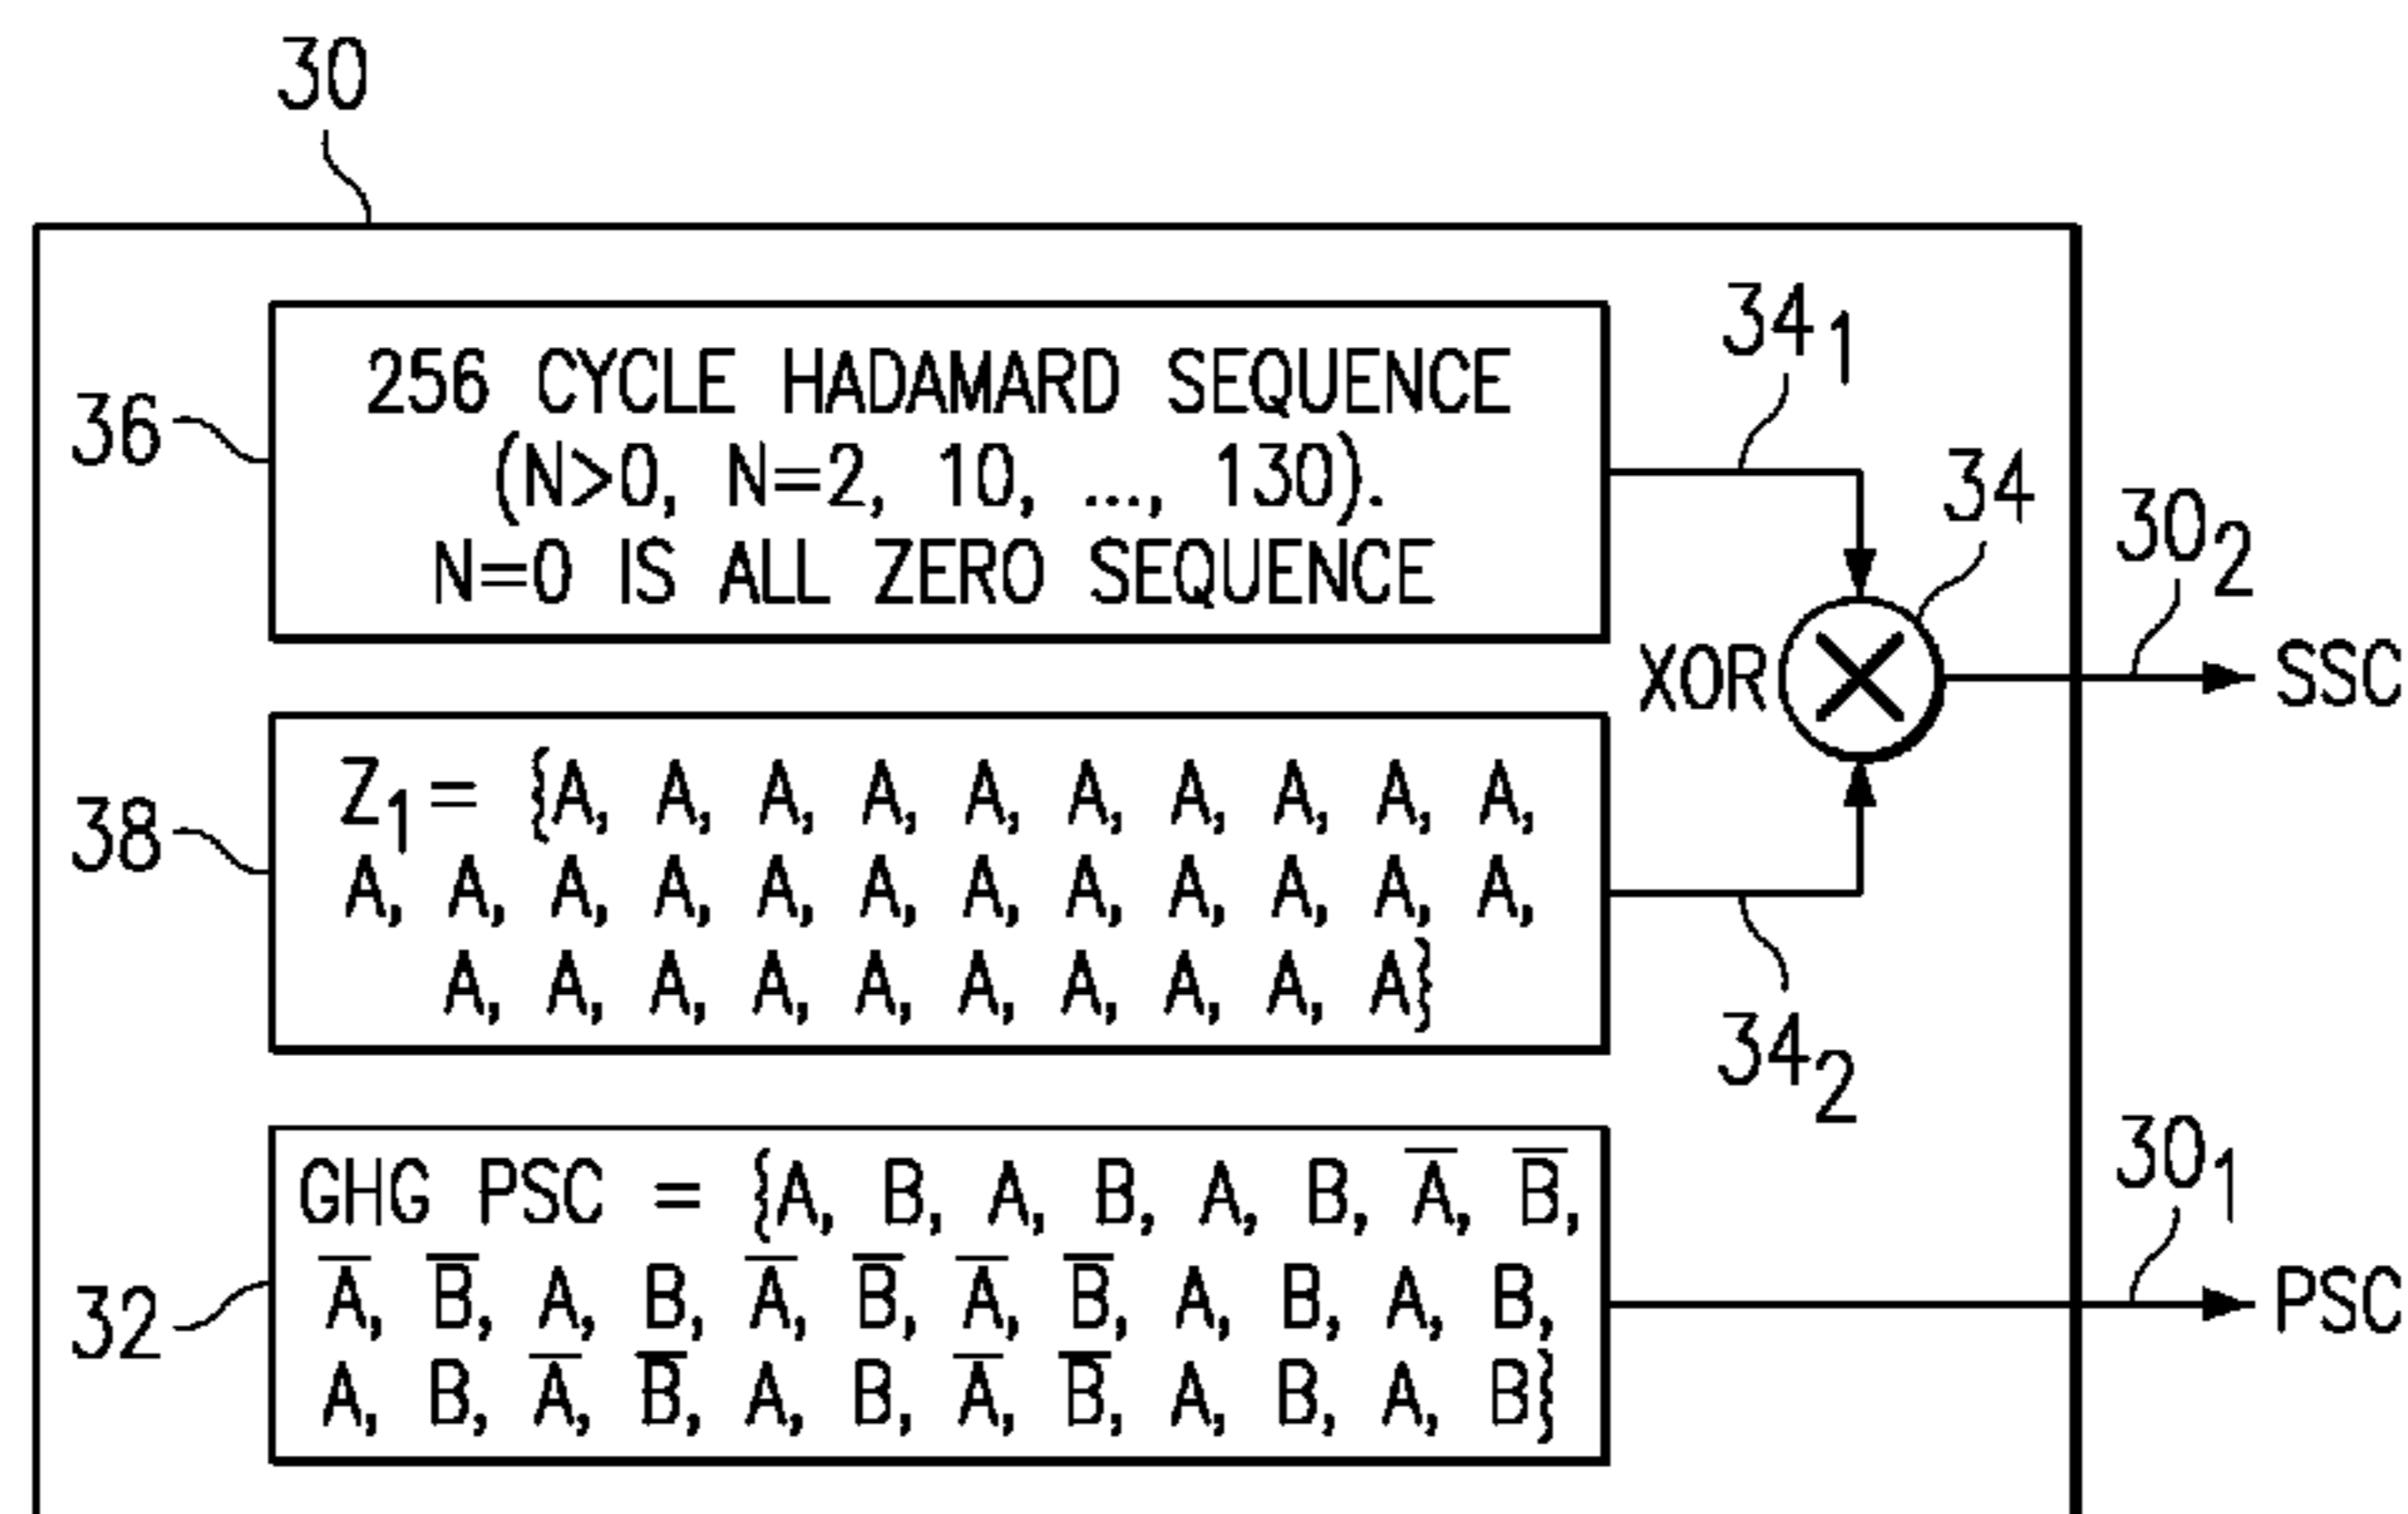 30
36
256 CYCLE HADAMARD SEQUENCE
(N>0, N=2, 10, ..., 130).
N=0 IS ALL ZERO SEQUENCE
34₁
34
XOR
30₂
SSC
38
Z₁ = {A, A, A, A, A, A, A, A, A, A,
A, A, A, A, A, A, A, A, A, A, A, A,
A, A, A, A, A, A, A, A, A, A}
34₂
32
GHG PSC = {A, B, A, B, A, B, A̅, B̅,
A̅, B̅, A, B, A̅, B̅, A̅, B̅, A, B, A, B,
A, B, A̅, B̅, A, B, A̅, B̅, A, B, A, B}
30₁
PSC